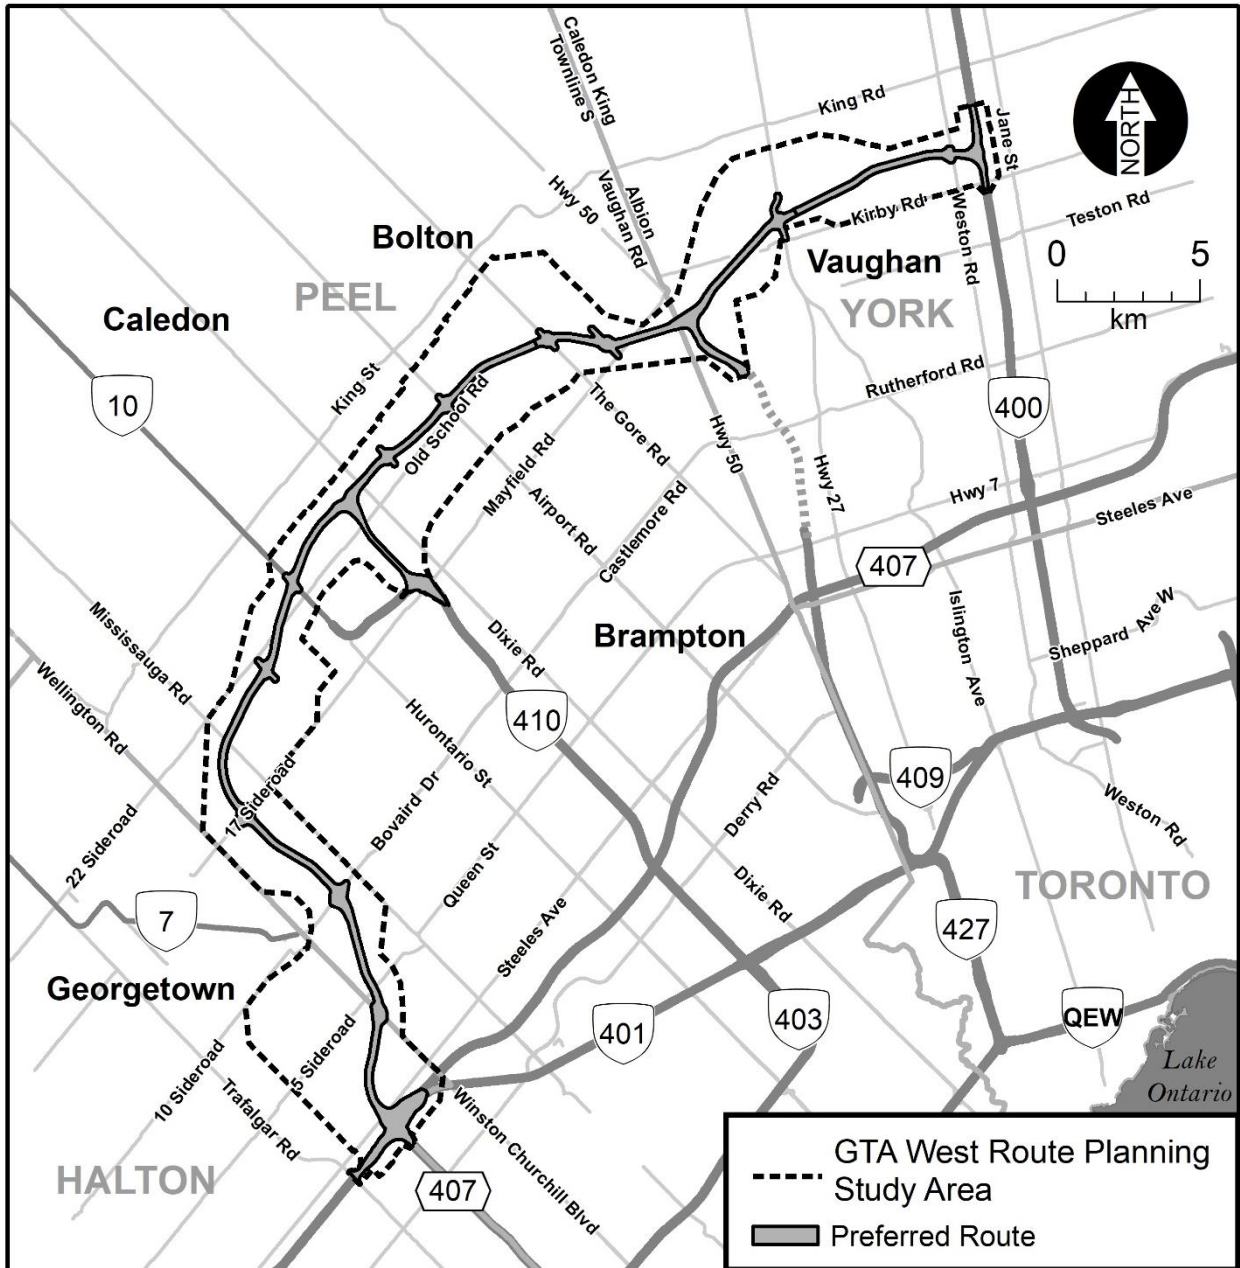 Caledon King
Townline S
King Rd
Jane St
NORTH
Hwy 50
Albion
Vaughan Rd
Kirby Rd
Weston Rd
Teston Rd
Bolton
PEEL
Vaughan
YORK
0 5
km
Caledon
10
King St
Old School Rd
Mayfield Rd
The Gore Rd
Airport Rd
Castlemore Rd
Hwy 50
Hwy 27
Rutherford Rd
400
Hwy 7
Steeles Ave
407
Islington Ave
Sheppard Ave W
Brampton
Mississauga Rd
Wellington Rd
Dixie Rd
410
Hurontario St
17 Sideroad
22 Sideroad
Bovaird Dr
Queen St
Steeles Ave
Derry Rd
Dixie Rd
409
Weston Rd
TORONTO
7
427
Georgetown
401
403
QEW
Lake
Ontario
10 Sideroad
5 Sideroad
Trafalgar Rd
Winston Churchill Blvd
HALTON
407
GTA West Route Planning
Study Area
Preferred Route